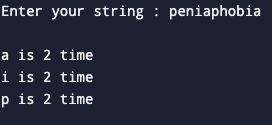 Enter your string : peniaphobia
a is 2 time
i is 2 time
p is 2 time